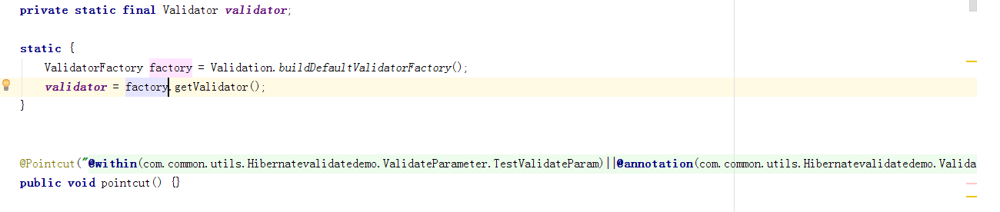 private static final Validator validator;
static {
ValidatorFactory factory = Validation.buildDefaultValidatorFactory();
validator = factory.getValidator();
}
@Pointcut("@within(com.common.utils.Hibernatevalidatedemo.ValidateParameter.TestValidateParam)||@annotation(com.common.utils.Hibernatevalidatedemo.Valida
public void pointcut() {}